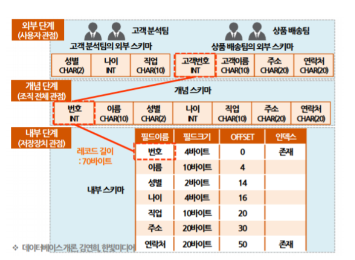 외부 단계
(사용자 관점)
고객 분석팀
상품 배송팀
고객 분석팀의 외부 스키마
상품 배송팀의 외부 스키마
성별 CHAR(2)
나이 INT
직업 CHAR(10)
고객번호 INT
고객이름 CHAR(10)
주소 CHAR(20)
연락처 CHAR(20)
개념 단계
(조직 전체 관점)
개념 스키마
번호 INT
이름 CHAR(10)
성별 CHAR(2)
나이 INT
직업 CHAR(10)
주소 CHAR(20)
연락처 CHAR(20)
내부 단계
(저장장치 관점)
레코드 길이
: 70바이트
내부 스키마
필드이름 필드크기 OFFSET 인덱스
번호 4바이트 0 존재
이름 10바이트 4
성별 2바이트 14
나이 4바이트 16
직업 10바이트 20
주소 20바이트 30
연락처 20바이트 50 존재
※ 데이터베이스 개론, 김연희, 한빛미디어